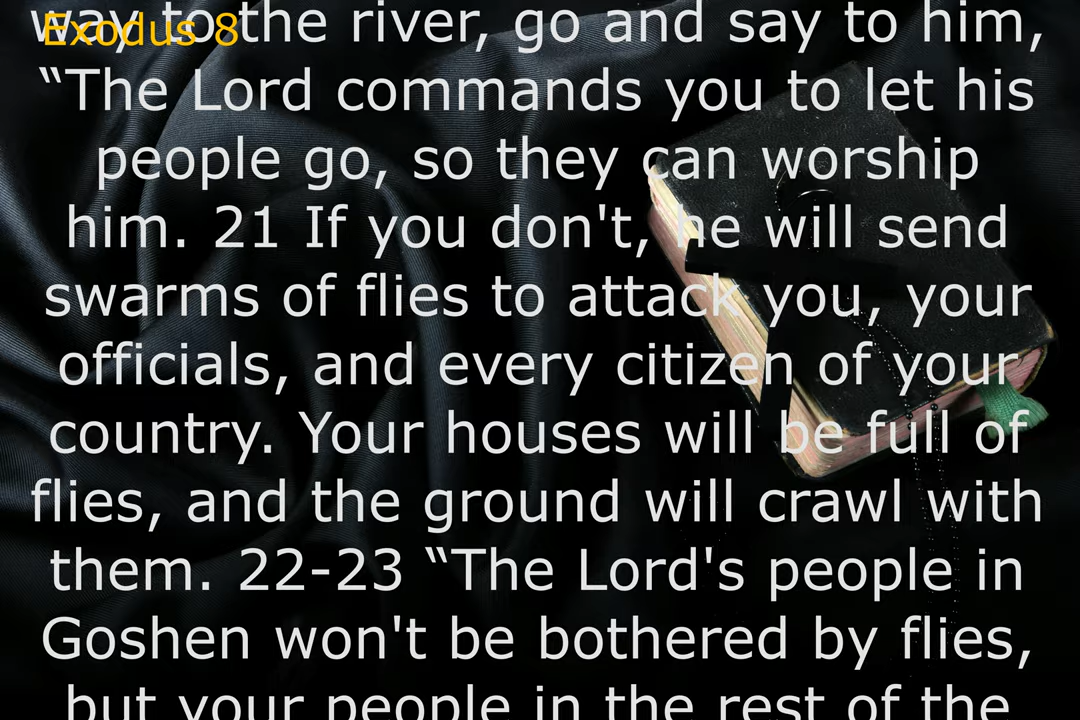 Exodus 8
way to the river, go and say to him,
“The Lord commands you to let his
people go, so they can worship
him. 21 If you don't, he will send
swarms of flies to attack you, your
officials, and every citizen of your
country. Your houses will be full of
flies, and the ground will crawl with
them. 22-23 “The Lord's people in
Goshen won't be bothered by flies,
but your people in the rest of the